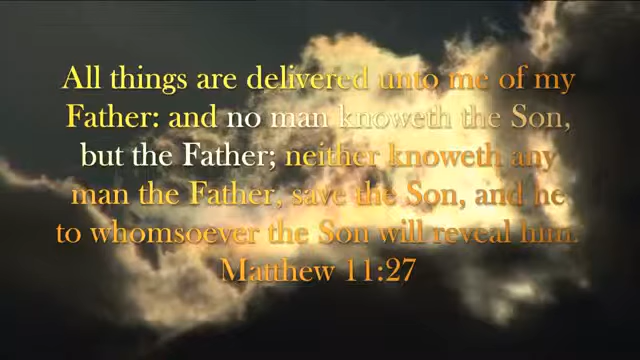 All things are delivered unto me of my
Father: and no man knoweth the Son,
but the Father; neither knoweth any
man the Father, save the Son, and he
to whomsoever the Son will reveal him.
Matthew 11:27